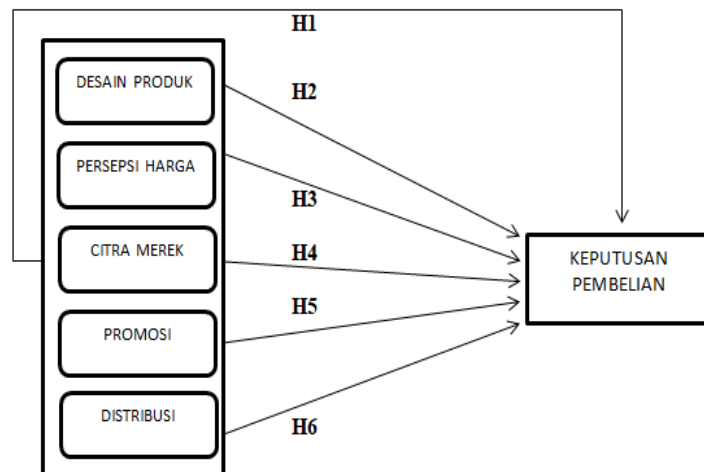 H1
DESAIN PRODUK
H2
PERSEPSI HARGA
H3
CITRA MEREK
H4
KEPUTUSAN
PEMBELIAN
H5
PROMOSI
DISTRIBUSI
H6